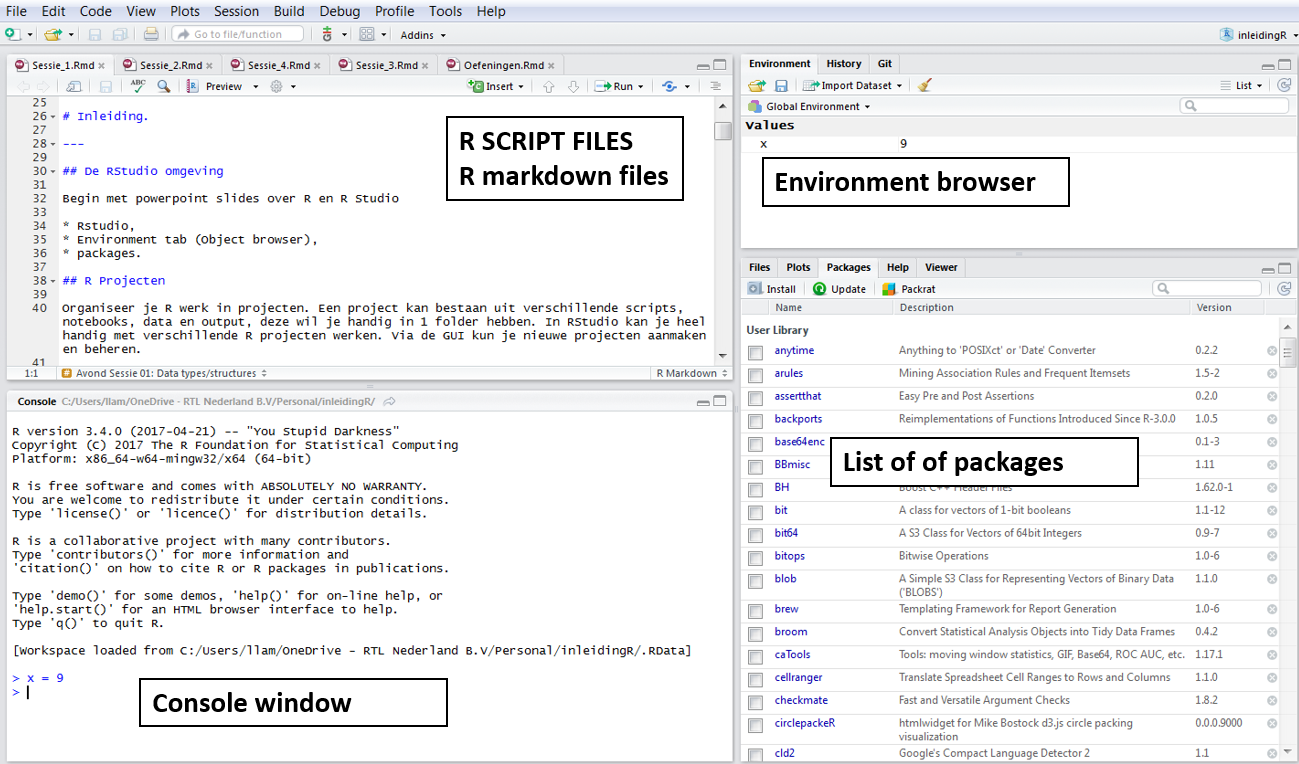 File Edit Code View Plots Session Build Debug Profile Tools Help
Go to file/function Addins inleidingR
Sessie_1.Rmd Sessie_2.Rmd Sessie_4.Rmd Sessie_3.Rmd Oefeningen.Rmd
ABC Preview Insert Run
25
26 # Inleiding.
27
28 ---
29
30 ## De RStudio omgeving
31
32 Begin met powerpoint slides over R en R Studio
33
34 * Rstudio,
35 * Environment tab (Object browser),
36 * packages.
37
38 ## R Projecten
39
40 Organiseer je R werk in projecten. Een project kan bestaan uit verschillende scripts,
notebooks, data en output, deze wil je handig in 1 folder hebben. In RStudio kan je heel
handig met verschillende R projecten werken. Via de GUI kun je nieuwe projecten aanmaken
en beheren.
41
R SCRIPT FILES
R markdown files
1:1 # Avond Sessie 01: Data types/structures R Markdown
Console C:/Users/llam/OneDrive - RTL Nederland B.V/Personal/inleidingR/
R version 3.4.0 (2017-04-21) -- "You Stupid Darkness"
Copyright (C) 2017 The R Foundation for Statistical Computing
Platform: x86_64-w64-mingw32/x64 (64-bit)
R is free software and comes with ABSOLUTELY NO WARRANTY.
You are welcome to redistribute it under certain conditions.
Type 'license()' or 'licence()' for distribution details.
R is a collaborative project with many contributors.
Type 'contributors()' for more information and
'citation()' on how to cite R or R packages in publications.
Type 'demo()' for some demos, 'help()' for on-line help, or
'help.start()' for an HTML browser interface to help.
Type 'q()' to quit R.
[Workspace loaded from C:/Users/llam/OneDrive - RTL Nederland B.V/Personal/inleidingR/.RData]
> x = 9
>
Console window
Environment History Git
Import Dataset List
Global Environment
Values
x 9
Environment browser
Files Plots Packages Help Viewer
Install Update Packrat
Name Description Version
User Library
anytime Anything to 'POSIXct' or 'Date' Converter 0.2.2
arules Mining Association Rules and Frequent Itemsets 1.5-2
assertthat Easy Pre and Post Assertions 0.2.0
backports Reimplementations of Functions Introduced Since R-3.0.0 1.0.5
base64enc 0.1-3
BBmisc 1.11
List of of packages
BH Boost C++ Header Files 1.62.0-1
bit A class for vectors of 1-bit booleans 1.1-12
bit64 A S3 Class for Vectors of 64bit Integers 0.9-7
bitops Bitwise Operations 1.0-6
blob A Simple S3 Class for Representing Vectors of Binary Data 1.1.0
('BLOBS')
brew Templating Framework for Report Generation 1.0-6
broom Convert Statistical Analysis Objects into Tidy Data Frames 0.4.2
caTools Tools: moving window statistics, GIF, Base64, ROC AUC, etc. 1.17.1
cellranger Translate Spreadsheet Cell Ranges to Rows and Columns 1.1.0
checkmate Fast and Versatile Argument Checks 1.8.2
circlepackeR htmlwidget for Mike Bostock d3.js circle packing 0.0.0.9000
visualization
cld2 Google's Compact Language Detector 2 1.1